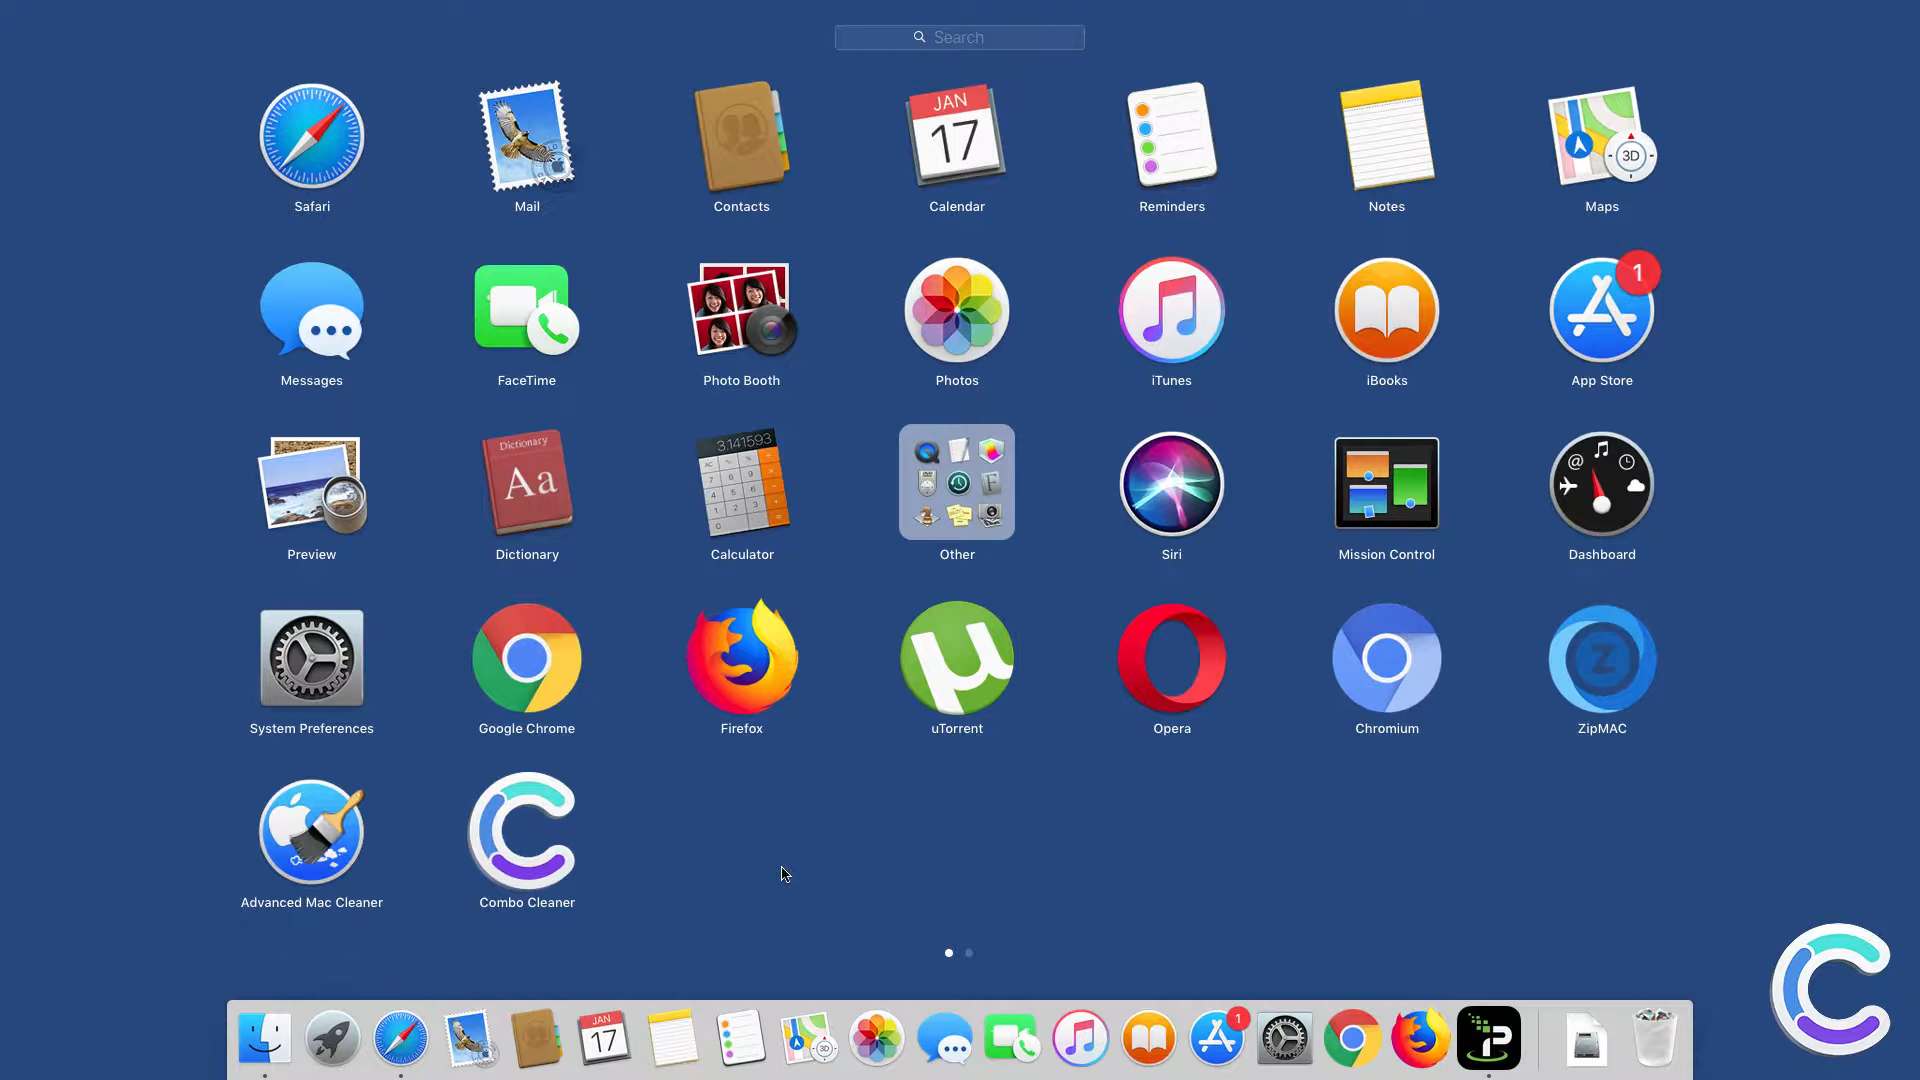 Search
JAN
17
3D
Safari
Mail
Contacts
Calendar
Reminders
Notes
Maps
1
Messages
FaceTime
Photo Booth
Photos
iTunes
iBooks
App Store
Dictionary
Aa
3.141593
Preview
Dictionary
Calculator
Other
Siri
Mission Control
Dashboard
µ
Z
System Preferences
Google Chrome
Firefox
uTorrent
Opera
Chromium
ZipMAC
Advanced Mac Cleaner
Combo Cleaner
JAN
17
3D
1
P